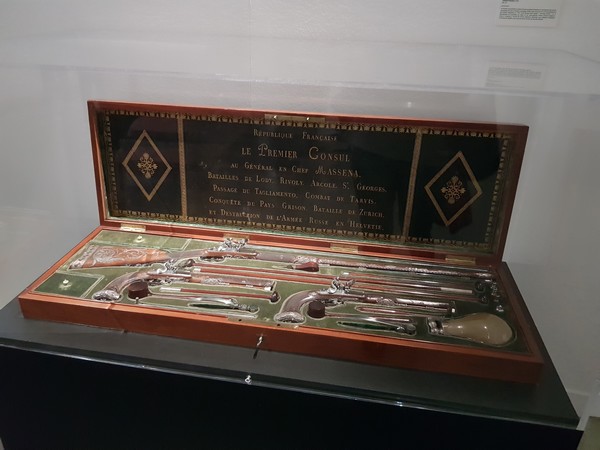 République Française
Le Premier Consul
au Général en Chef Massena,
Batailles de Lody, Rivoly, Arcole, St. Georges,
Passage du Tagliamento, Combat de Tarvis,
Conquête du Pays Grison, Bataille de Zurich,
et Destruction de l'Armée Russe en Helvetie.